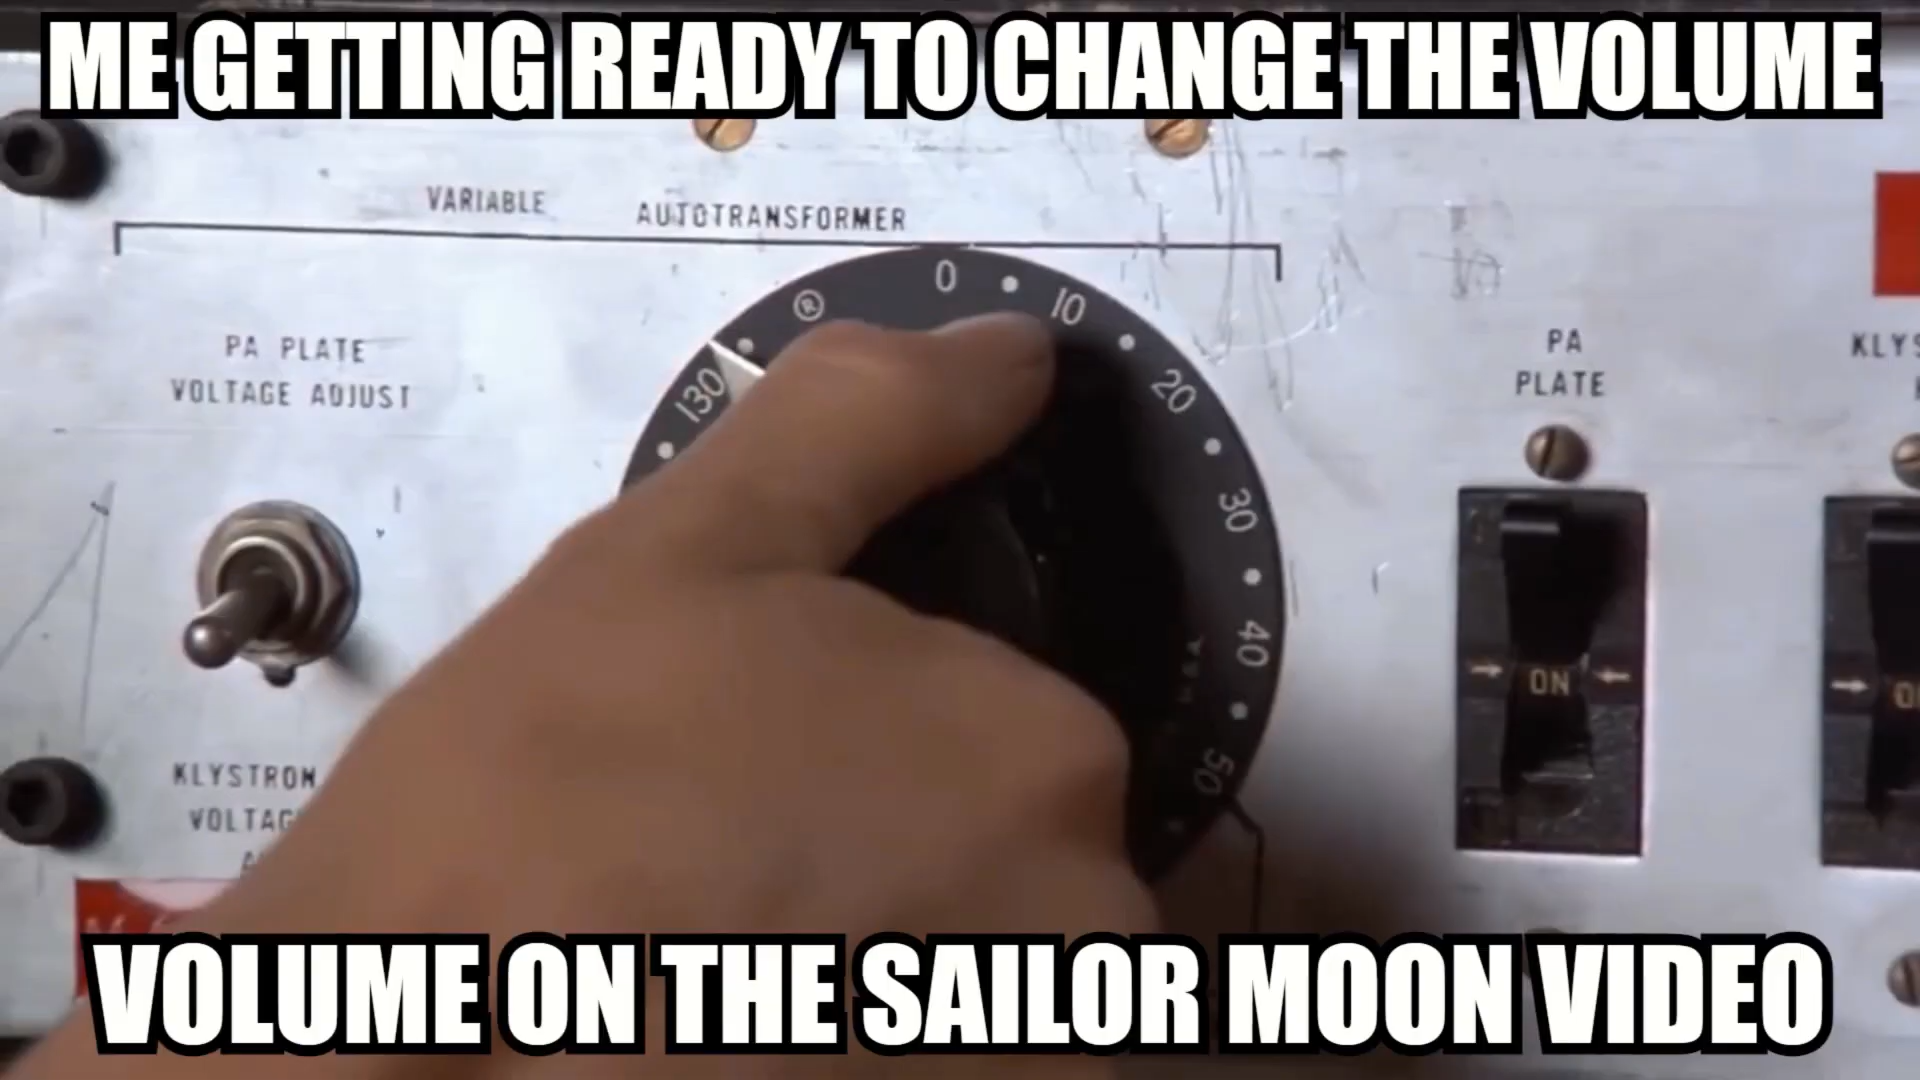 ME GETTING READY TO CHANGE THE VOLUME
VARIABLE AUTOTRANSFORMER
0
10
20
30
40
50
130
®
PA PLATE
VOLTAGE ADJUST
PA
PLATE
ON
KLYSTRON
VOLUME ON THE SAILOR MOON VIDEO